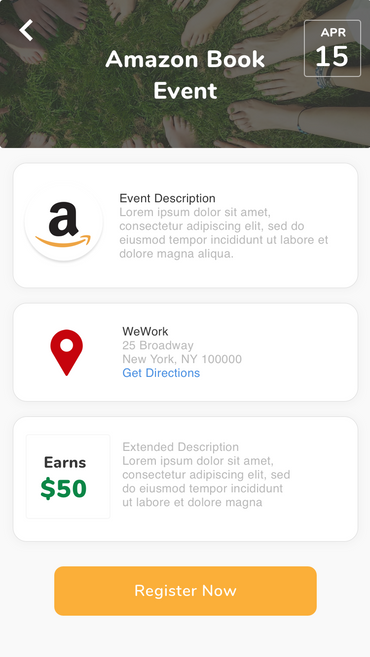 APR
15
Amazon Book
Event
a
Event Description
Lorem ipsum dolor sit amet,
consectetur adipiscing elit, sed do
eiusmod tempor incididunt ut labore et
dolore magna aliqua.
WeWork
25 Broadway
New York, NY 100000
Get Directions
Earns
$50
Extended Description
Lorem ipsum dolor sit amet,
consectetur adipiscing elit, sed
do eiusmod tempor incididunt
ut labore et dolore magna
Register Now